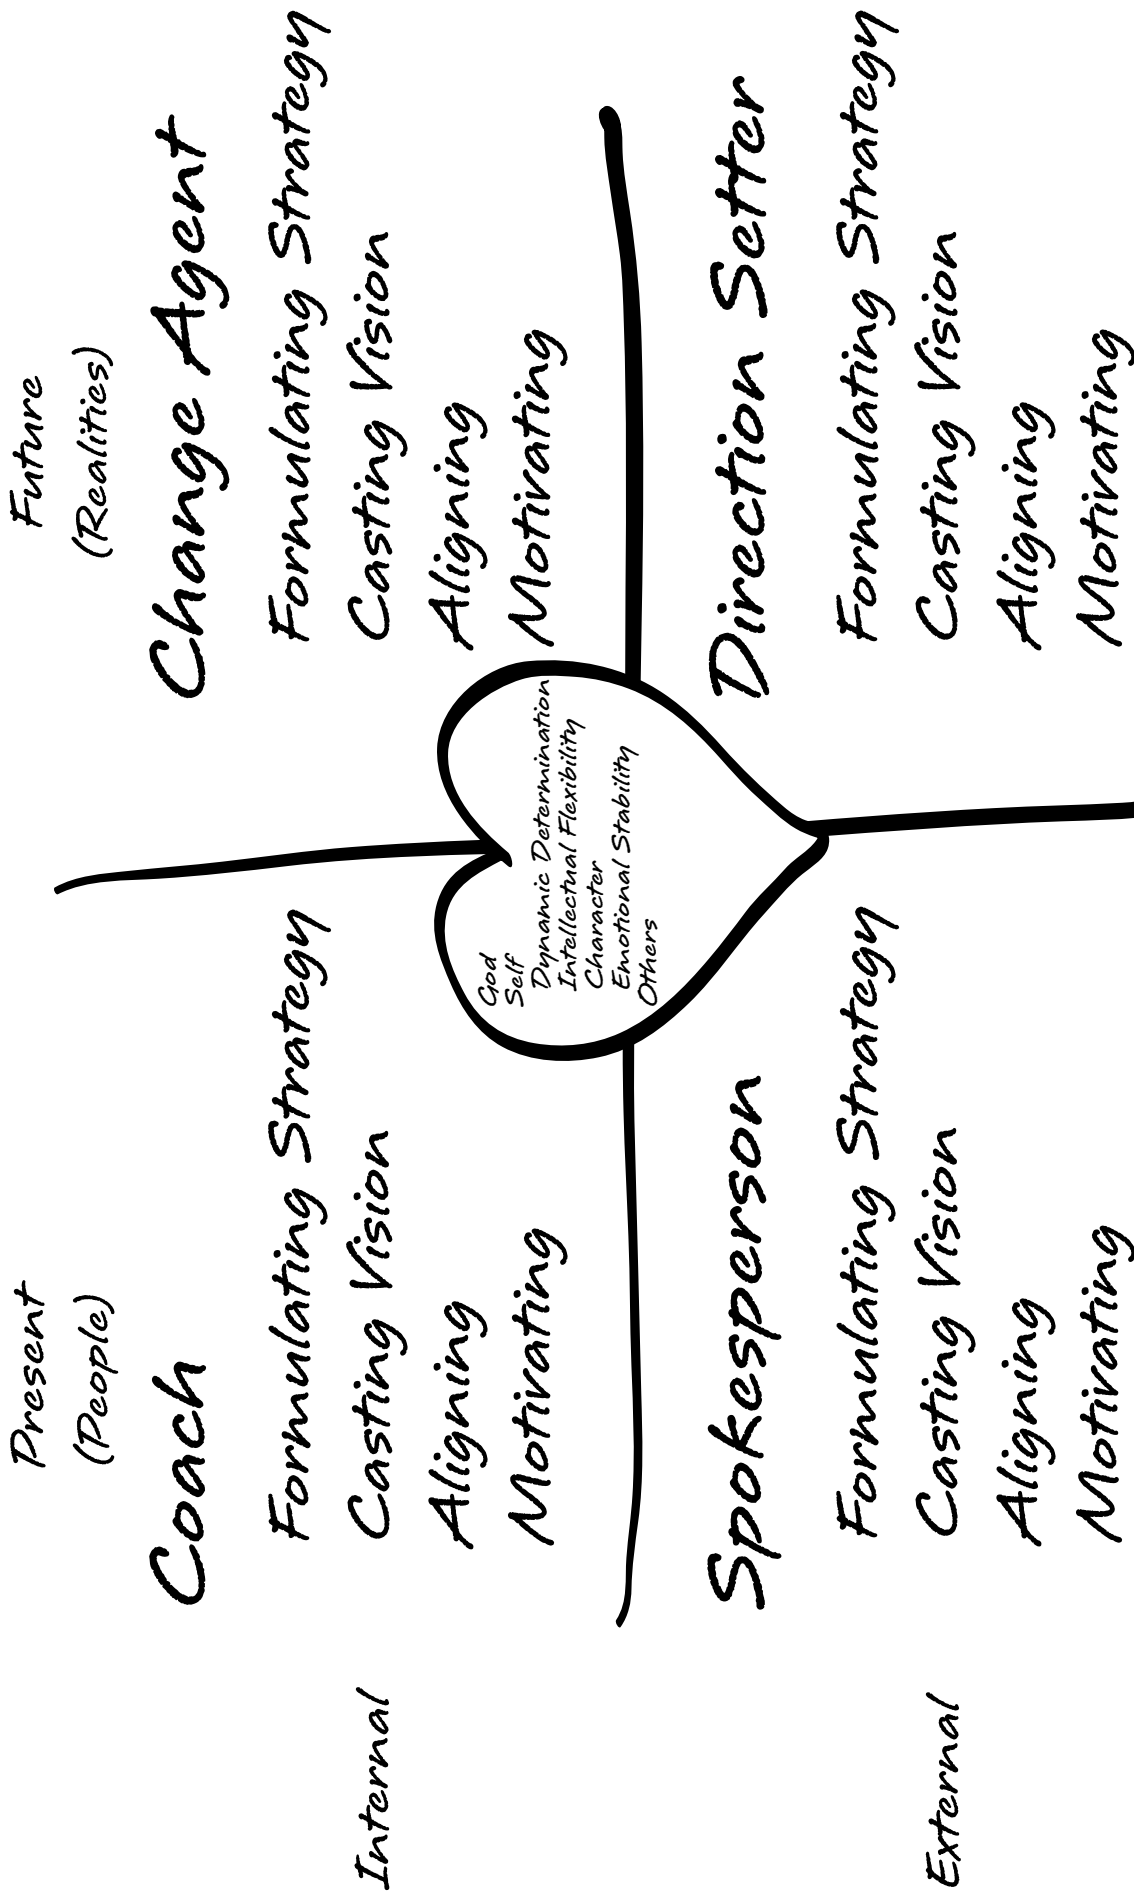 Present
(People)
Future
(Realities)
Internal
Coach
Formulating Strategy
Casting Vision
Aligning
Motivating
Change Agent
Formulating Strategy
Casting Vision
Aligning
Motivating
God
Self
Dynamic Determination
Intellectual Flexibility
Character
Emotional Stability
Others
External
Spokesperson
Formulating Strategy
Casting Vision
Aligning
Motivating
Direction Setter
Formulating Strategy
Casting Vision
Aligning
Motivating